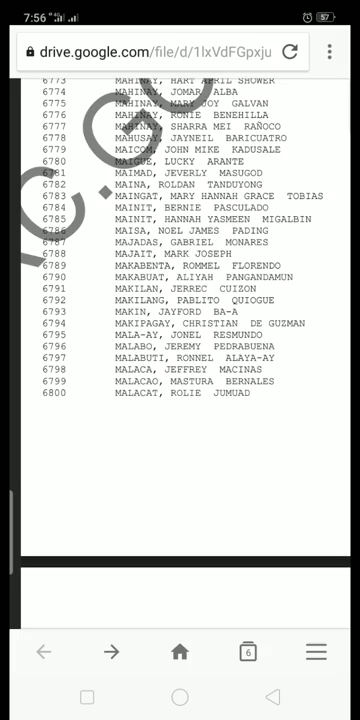 7:56 57
drive.google.com/file/d/1lxVdFGpxju
6773 MAHINAY, HART APRIL SHOWER
6774 MAHINAY, JOMAR ALBA
6775 MAHINAY, MARY JOY GALVAN
6776 MAHINAY, RONIE BENEHILLA
6777 MAHINAY, SHARRA MEI RAÑOCO
6778 MAHUSAY, JAYNEIL BARICUATRO
6779 MAICOM, JOHN MIKE KADUSALE
6780 MAIGUE, LUCKY ARANTE
6781 MAIMAD, JEVERLY MASUGOD
6782 MAINA, ROLDAN TANDUYONG
6783 MAINGAT, MARY HANNAH GRACE TOBIAS
6784 MAINIT, BERNIE PASCULADO
6785 MAINIT, HANNAH YASMEEN MIGALBIN
6786 MAISA, NOEL JAMES PADING
6787 MAJADAS, GABRIEL MONARES
6788 MAJAIT, MARK JOSEPH
6789 MAKABENTA, ROMMEL FLORENDO
6790 MAKABUAT, ALIYAH PANGANDAMUN
6791 MAKILAN, JERREC CUIZON
6792 MAKILANG, PABLITO QUIOGUE
6793 MAKIN, JAYFORD BA-A
6794 MAKIPAGAY, CHRISTIAN DE GUZMAN
6795 MALA-AY, JONEL RESMUNDO
6796 MALABO, JEREMY PEDRABUENA
6797 MALABUTI, RONNEL ALAYA-AY
6798 MALACA, JEFFREY MACINAS
6799 MALACAO, MASTURA BERNALES
6800 MALACAT, ROLIE JUMUAD
6